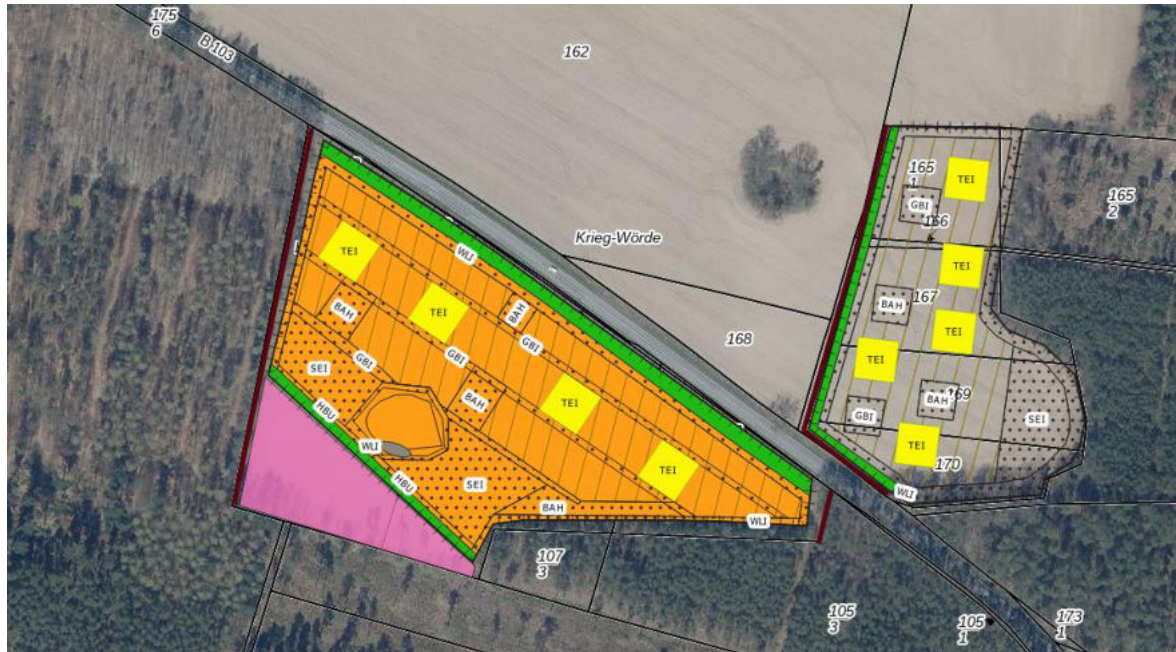 175
6
B 103
162
165
1
TEI
165
2
GBI
166
Krieg-Wörde
WLI
TEI
TEI
BAH
167
BAH
TEI
BAH
TEI
GBI
GBI
168
TEI
SEI
GBI
BAH
169
BAH
TEI
GBI
SEI
HBU
WLI
TEI
170
TEI
HBU
SEI
WLI
BAH
WLI
107
3
105
3
105
1
173
1